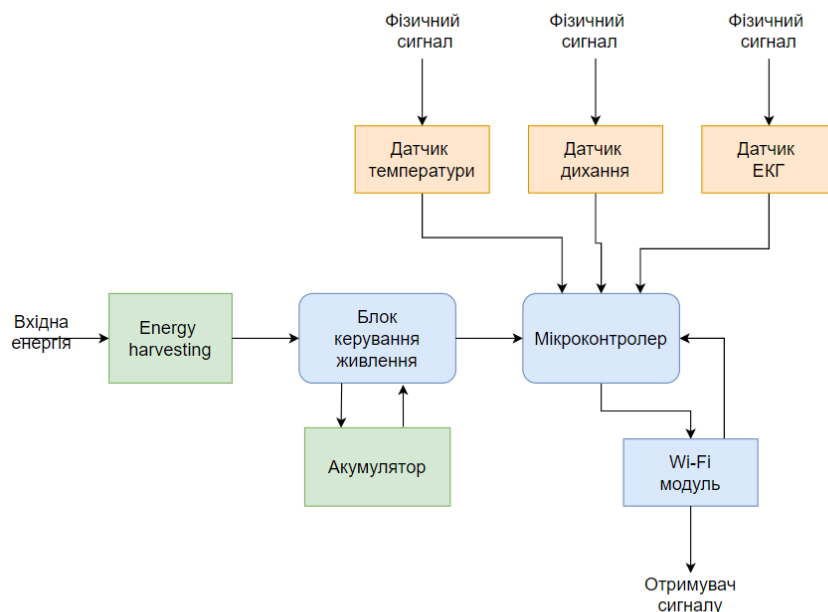 Фізичний
сигнал
Фізичний
сигнал
Фізичний
сигнал
Датчик
температури
Датчик
дихання
Датчик
ЕКГ
Вхідна
енергія
Energy
harvesting
Блок
керування
живлення
Мікроконтролер
Акумулятор
Wi-Fi
модуль
Отримувач
сигналу